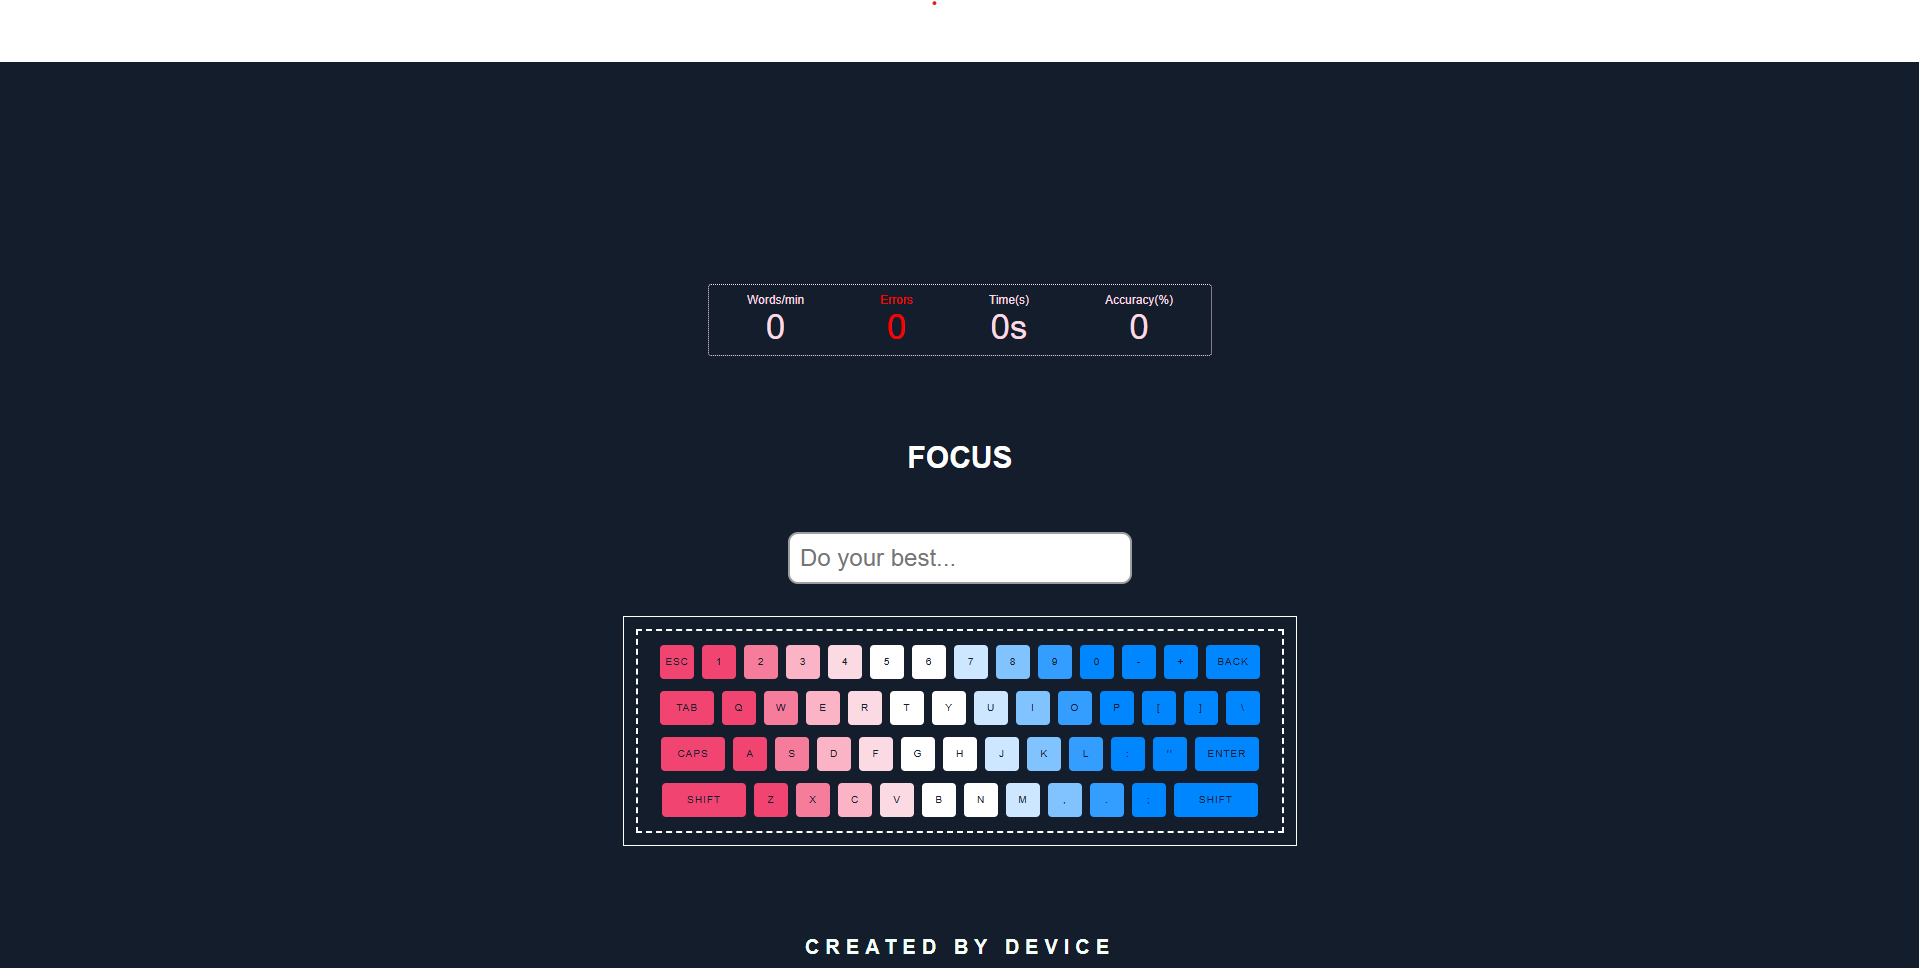 Words/min Errors Time(s) Accuracy(%)
0 0 0s 0
FOCUS
Do your best...
ESC 1 2 3 4 5 6 7 8 9 0 - + BACK
TAB Q W E R T Y U I O P [ ] \
CAPS A S D F G H J K L : " ENTER
SHIFT Z X C V B N M , . ; SHIFT
CREATED BY DEVICE